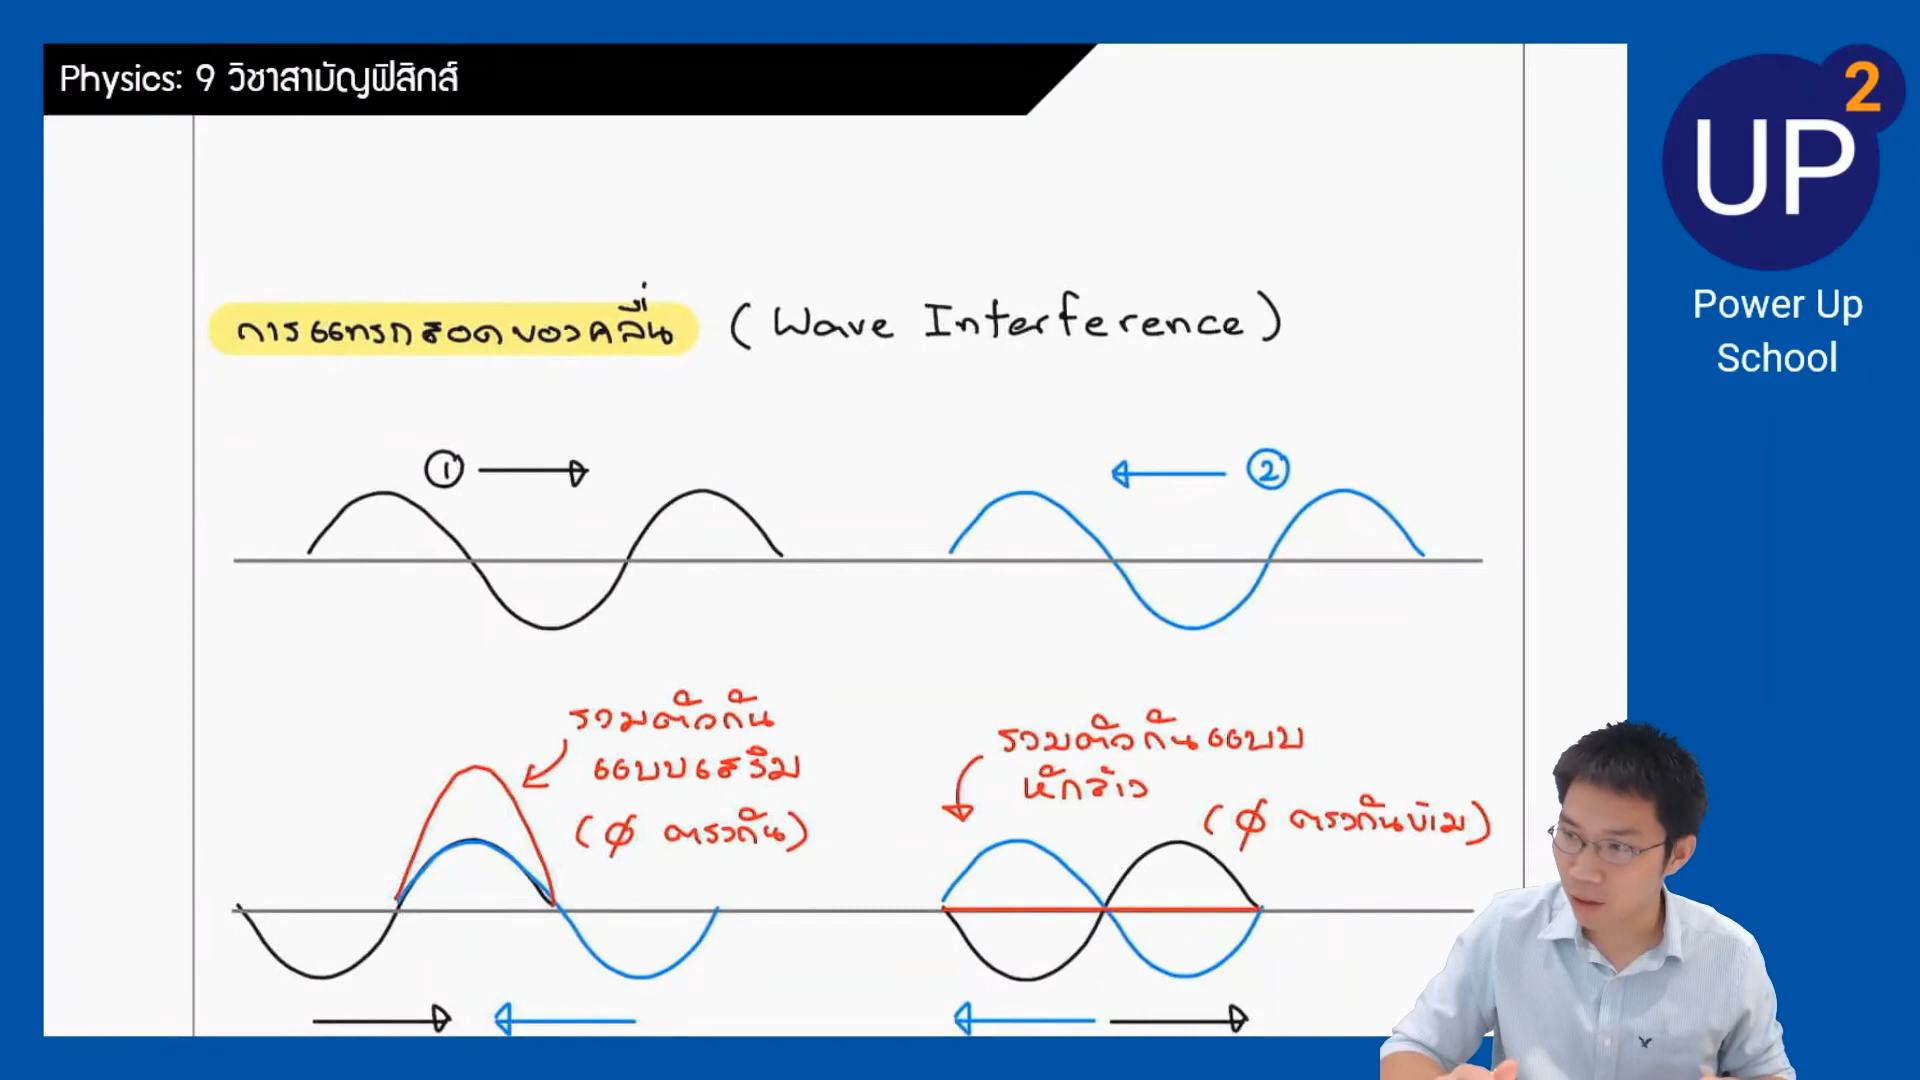 Physics: 9 วิชาสามัญฟิสิกส์
2
UP
Power Up
School
การแทรกสอดของคลื่น (Wave Interference)
1
2
รวมตัวกัน
แบบเสริม
(φ ตรงกัน)
รวมตัวกันแบบ
หักล้าง
(φ ตรงกันข้าม)